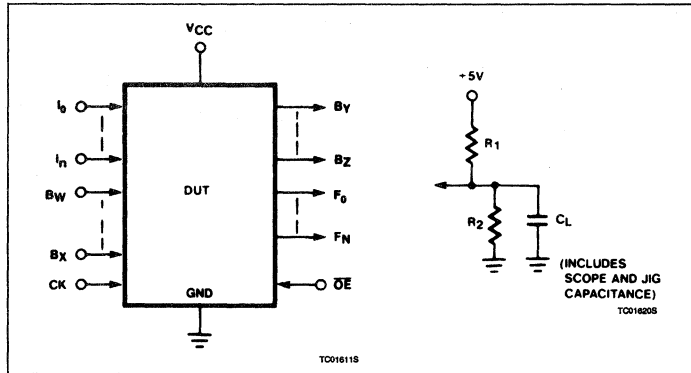 VCC
I0
In
BW
BX
CK
DUT
GND
BY
BZ
F0
FN
OE
TC01611S
+5V
R1
R2
CL
(INCLUDES
SCOPE AND JIG
CAPACITANCE)
TC01620S